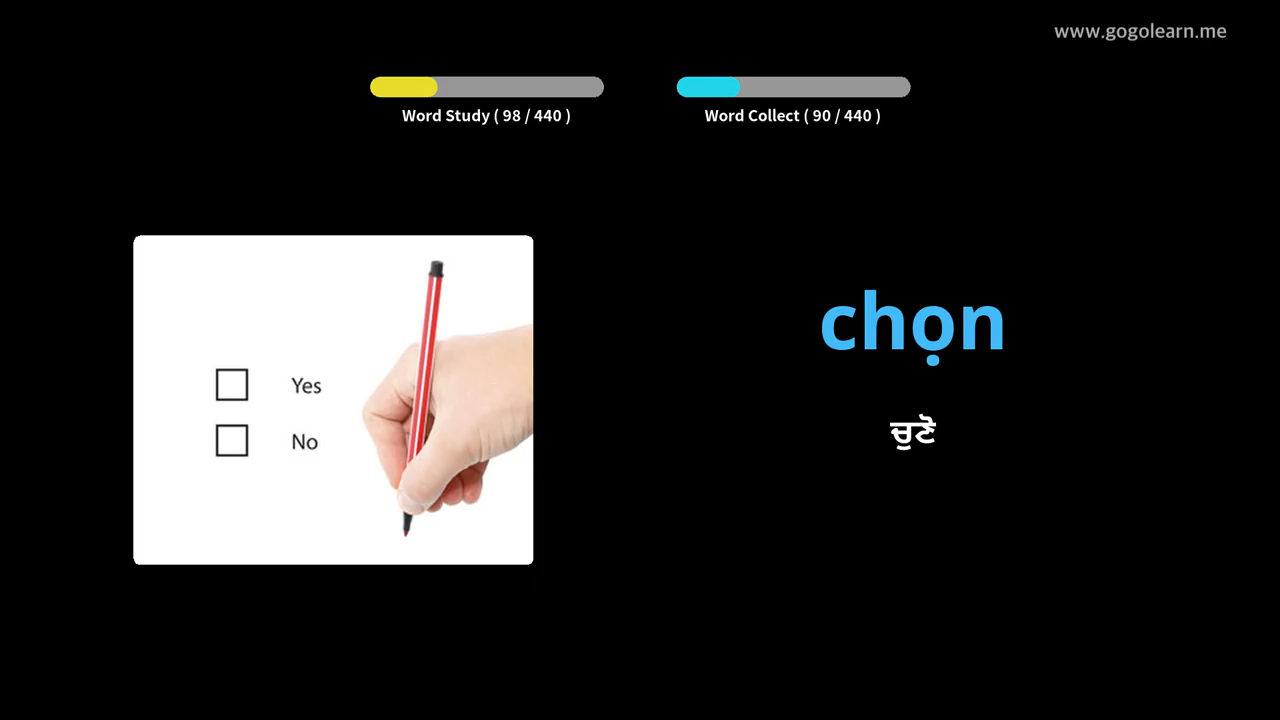 www.gogolearn.me
Word Study ( 98 / 440 )
Word Collect ( 90 / 440 )
Yes
No
chọn
ਚੁਣੋ